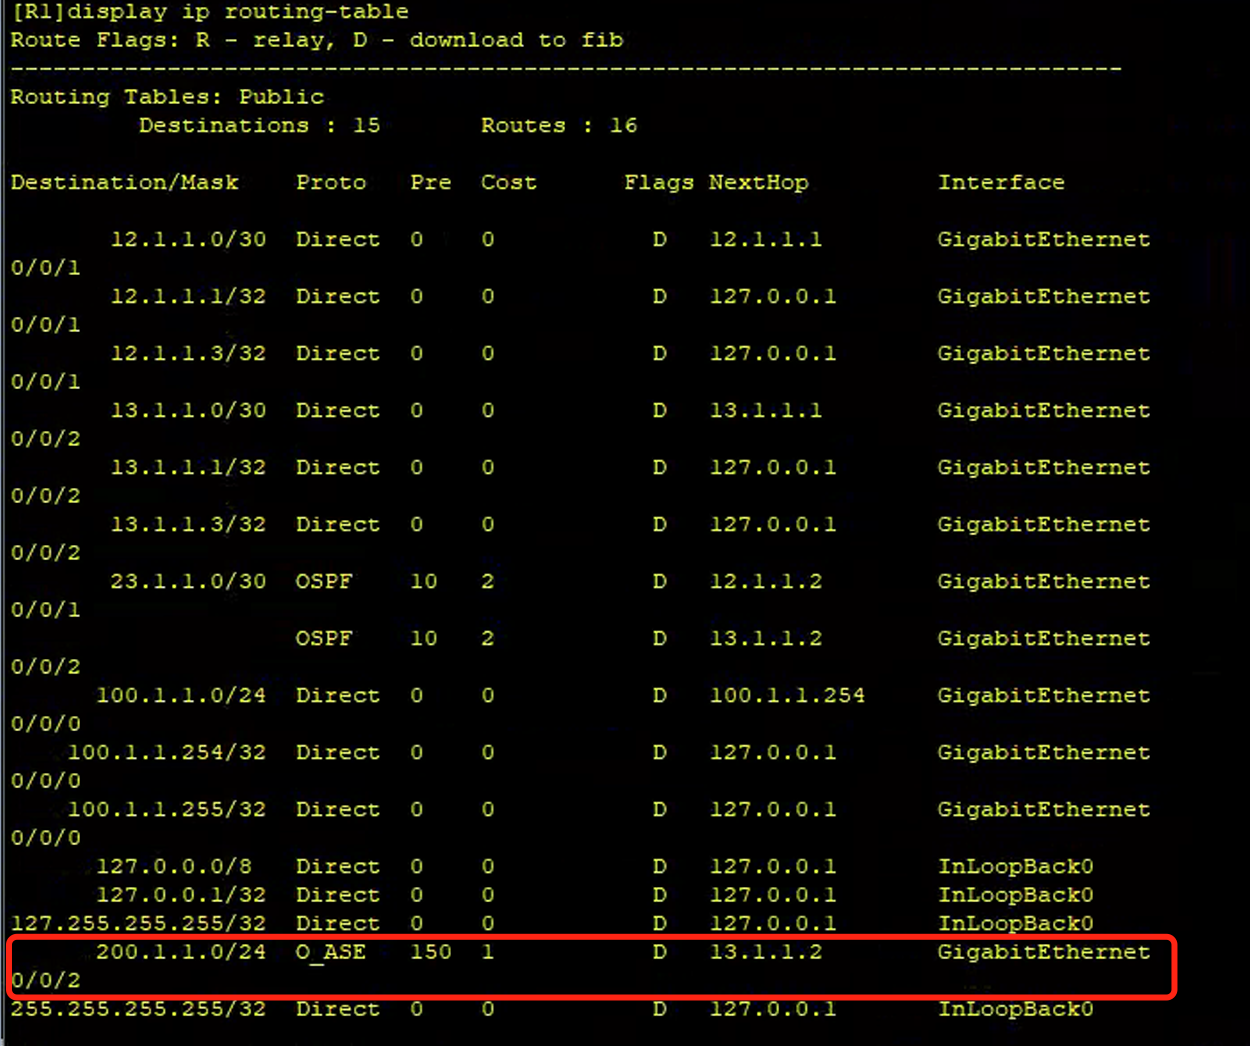 [R1]display ip routing-table
Route Flags: R - relay, D - download to fib
------------------------------------------------------------------------------
Routing Tables: Public
         Destinations : 15       Routes : 16

Destination/Mask    Proto   Pre  Cost      Flags NextHop         Interface

       12.1.1.0/30  Direct  0    0           D   12.1.1.1        GigabitEthernet
0/0/1
       12.1.1.1/32  Direct  0    0           D   127.0.0.1       GigabitEthernet
0/0/1
       12.1.1.3/32  Direct  0    0           D   127.0.0.1       GigabitEthernet
0/0/1
       13.1.1.0/30  Direct  0    0           D   13.1.1.1        GigabitEthernet
0/0/2
       13.1.1.1/32  Direct  0    0           D   127.0.0.1       GigabitEthernet
0/0/2
       13.1.1.3/32  Direct  0    0           D   127.0.0.1       GigabitEthernet
0/0/2
       23.1.1.0/30  OSPF    10   2           D   12.1.1.2        GigabitEthernet
0/0/1
                    OSPF    10   2           D   13.1.1.2        GigabitEthernet
0/0/2
      100.1.1.0/24  Direct  0    0           D   100.1.1.254     GigabitEthernet
0/0/0
    100.1.1.254/32  Direct  0    0           D   127.0.0.1       GigabitEthernet
0/0/0
    100.1.1.255/32  Direct  0    0           D   127.0.0.1       GigabitEthernet
0/0/0
      127.0.0.0/8   Direct  0    0           D   127.0.0.1       InLoopBack0
      127.0.0.1/32  Direct  0    0           D   127.0.0.1       InLoopBack0
127.255.255.255/32  Direct  0    0           D   127.0.0.1       InLoopBack0
      200.1.1.0/24  O_ASE   150  1           D   13.1.1.2        GigabitEthernet
0/0/2
255.255.255.255/32  Direct  0    0           D   127.0.0.1       InLoopBack0